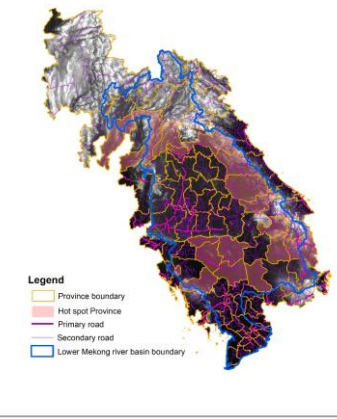 Legend
Province boundary
Hot spot Province
Primary road
Secondary road
Lower Mekong river basin boundary